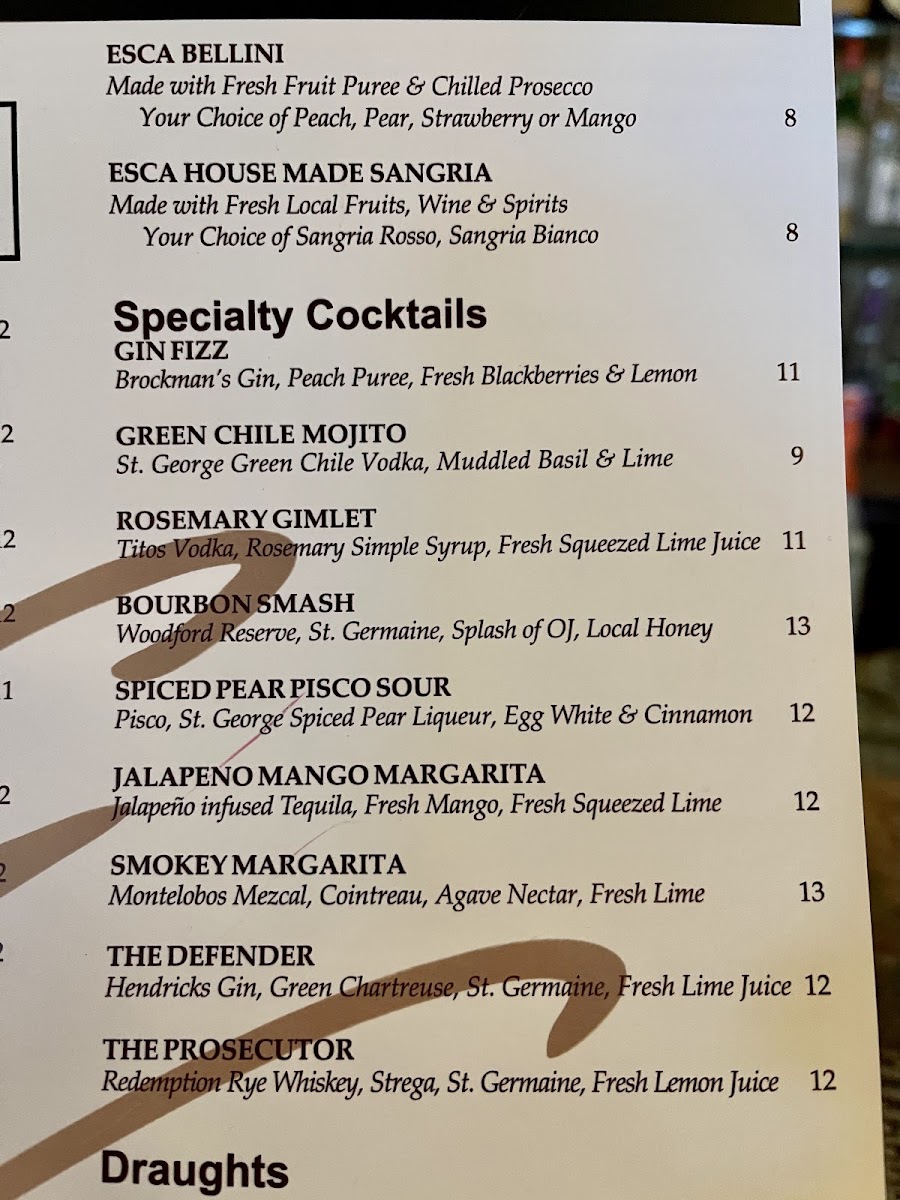 ESCA BELLINI
Made with Fresh Fruit Puree & Chilled Prosecco
Your Choice of Peach, Pear, Strawberry or Mango 8
ESCA HOUSE MADE SANGRIA
Made with Fresh Local Fruits, Wine & Spirits
Your Choice of Sangria Rosso, Sangria Bianco 8
Specialty Cocktails
GIN FIZZ
Brockman's Gin, Peach Puree, Fresh Blackberries & Lemon 11
GREEN CHILE MOJITO
St. George Green Chile Vodka, Muddled Basil & Lime 9
ROSEMARY GIMLET
Titos Vodka, Rosemary Simple Syrup, Fresh Squeezed Lime Juice 11
BOURBON SMASH
Woodford Reserve, St. Germaine, Splash of OJ, Local Honey 13
SPICED PEAR PISCO SOUR
Pisco, St. George Spiced Pear Liqueur, Egg White & Cinnamon 12
JALAPENO MANGO MARGARITA
Jalapeño infused Tequila, Fresh Mango, Fresh Squeezed Lime 12
SMOKEY MARGARITA
Montelobos Mezcal, Cointreau, Agave Nectar, Fresh Lime 13
THE DEFENDER
Hendricks Gin, Green Chartreuse, St. Germaine, Fresh Lime Juice 12
THE PROSECUTOR
Redemption Rye Whiskey, Strega, St. Germaine, Fresh Lemon Juice 12
Draughts